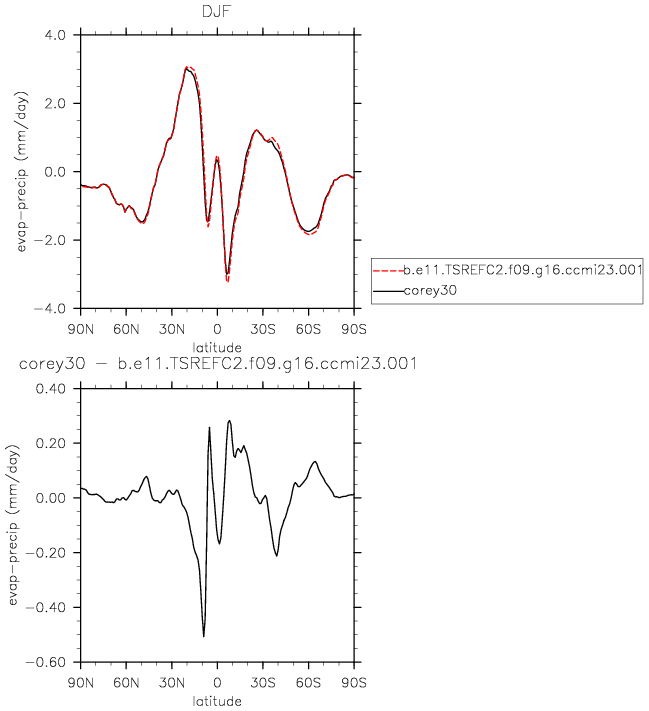 DJF
4.0
2.0
0.0
−2.0
−4.0
evap−precip (mm/day)
90N 60N 30N 0 30S 60S 90S
latitude
b.e11.TSREFC2.f09.g16.ccmi23.001
corey30
corey30 − b.e11.TSREFC2.f09.g16.ccmi23.001
0.40
0.20
0.00
−0.20
−0.40
−0.60
evap−precip (mm/day)
90N 60N 30N 0 30S 60S 90S
latitude